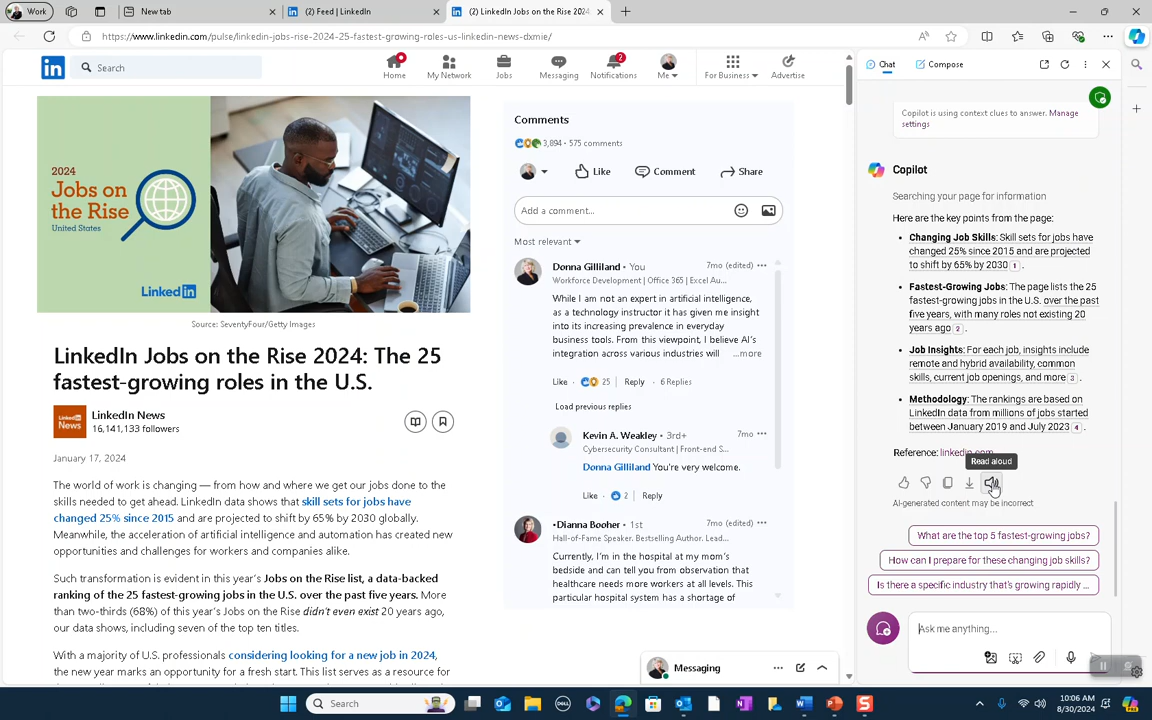 Work
New tab
(2) Feed | LinkedIn
(2) LinkedIn Jobs on the Rise 2024
https://www.linkedin.com/pulse/linkedin-jobs-rise-2024-25-fastest-growing-roles-us-linkedin-news-dxmie/
Search
Home
My Network
Jobs
Messaging
2
Notifications
Me
For Business
Advertise
2024
Jobs on
the Rise
United States
LinkedIn
Source: SeventyFour/Getty Images
LinkedIn Jobs on the Rise 2024: The 25
fastest-growing roles in the U.S.
LinkedIn
News
LinkedIn News
16,141,133 followers
January 17, 2024
The world of work is changing — from how and where we get our jobs done to the
skills needed to get ahead. LinkedIn data shows that skill sets for jobs have
changed 25% since 2015 and are projected to shift by 65% by 2030 globally.
Meanwhile, the acceleration of artificial intelligence and automation has created new
opportunities and challenges for workers and companies alike.
Such transformation is evident in this year's Jobs on the Rise list, a data-backed
ranking of the 25 fastest-growing jobs in the U.S. over the past five years. More
than two-thirds (68%) of this year's Jobs on the Rise didn't even exist 20 years ago,
our data shows, including seven of the top ten titles.
With a majority of U.S. professionals considering looking for a new job in 2024,
the new year marks an opportunity for a fresh start. This list serves as a resource for
Comments
3,894 · 575 comments
Like
Comment
Share
Add a comment...
Most relevant
Donna Gilliland • You
7mo (edited)
Workforce Development | Office 365 | Excel Au...
While I am not an expert in artificial intelligence,
as a technology instructor it has given me insight
into its increasing prevalence in everyday
business tools. From this viewpoint, I believe AI's
integration across various industries will ...more
Like · 25 Reply · 6 Replies
Load previous replies
Kevin A. Weakley • 3rd+
7mo
Cybersecurity Consultant | Front-end S...
Donna Gilliland You're very welcome.
Like · 2 Reply
•Dianna Booher • 1st
7mo (edited)
Hall-of-Fame Speaker. Bestselling Author. Lead...
Currently, I'm in the hospital at my mom's
bedside and can tell you from observation that
healthcare needs more workers at all levels. This
particular hospital system has a shortage of
Messaging
Chat
Compose
Copilot is using context clues to answer. Manage
settings
Copilot
Searching your page for information
Here are the key points from the page:
• Changing Job Skills: Skill sets for jobs have
changed 25% since 2015 and are projected
to shift by 65% by 2030 1 .
• Fastest-Growing Jobs: The page lists the 25
fastest-growing jobs in the U.S. over the past
five years, with many roles not existing 20
years ago 2 .
• Job Insights: For each job, insights include
remote and hybrid availability, common
skills, current job openings, and more 3 .
• Methodology: The rankings are based on
LinkedIn data from millions of jobs started
between January 2019 and July 2023 4 .
Reference: linkedin.com
Read aloud
AI-generated content may be incorrect
What are the top 5 fastest-growing jobs?
How can I prepare for these changing job skills?
Is there a specific industry that's growing rapidly ...
Ask me anything...
Search
DELL
10:06 AM
8/30/2024